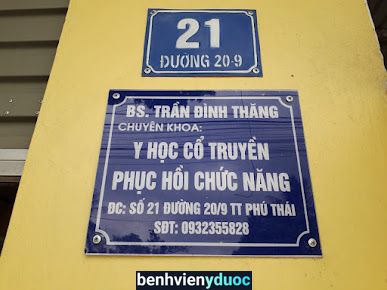 21
ĐƯỜNG 20-9
BS. TRẦN ĐÌNH THĂNG
CHUYÊN KHOA:
Y HỌC CỔ TRUYỀN
PHỤC HỒI CHỨC NĂNG
ĐC: SỐ 21 ĐƯỜNG 20/9 TT PHÚ THÁI
SĐT: 0932355828
benhvienyduoc